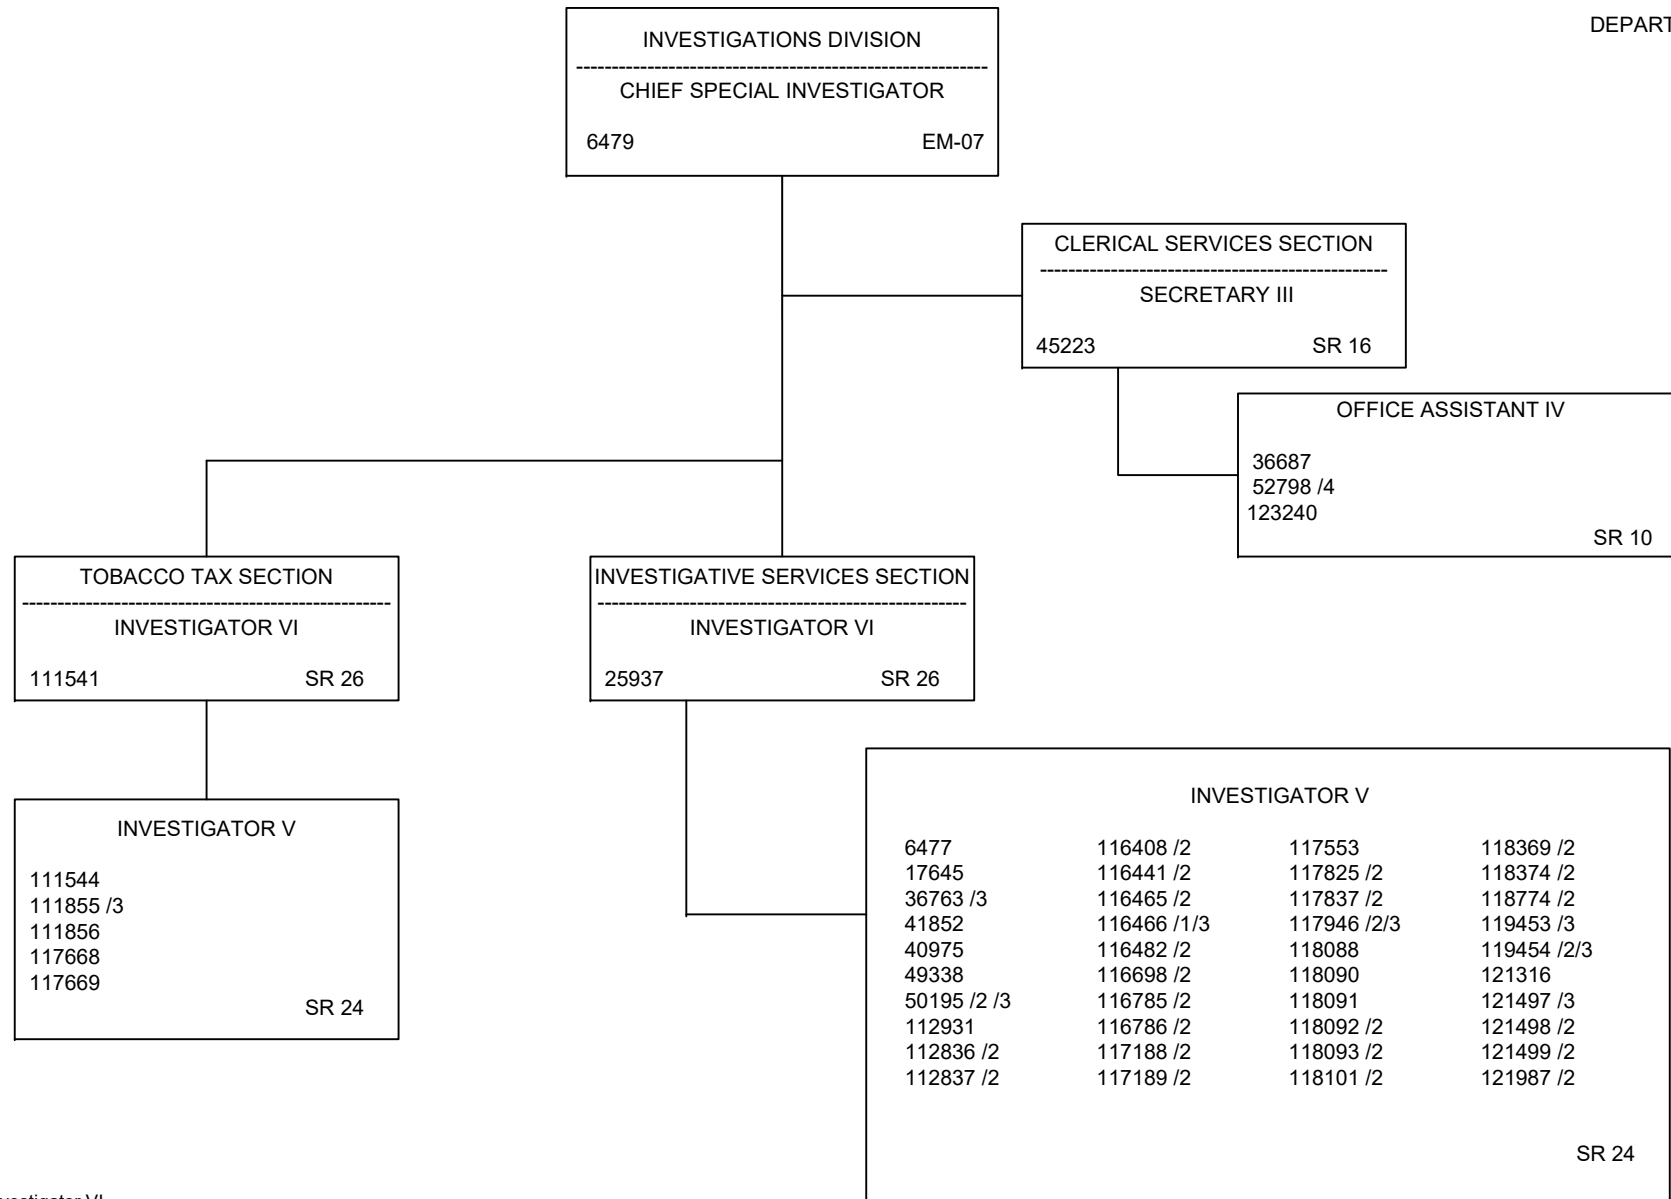 DEPART
INVESTIGATIONS DIVISION
CHIEF SPECIAL INVESTIGATOR
6479 EM-07
CLERICAL SERVICES SECTION
SECRETARY III
45223 SR 16
OFFICE ASSISTANT IV
36687
52798 /4
123240
SR 10
TOBACCO TAX SECTION
INVESTIGATOR VI
111541 SR 26
INVESTIGATIVE SERVICES SECTION
INVESTIGATOR VI
25937 SR 26
INVESTIGATOR V
111544
111855 /3
111856
117668
117669
SR 24
INVESTIGATOR V
6477 116408 /2 117553 118369 /2
17645 116441 /2 117825 /2 118374 /2
36763 /3 116465 /2 117837 /2 118774 /2
41852 116466 /1/3 117946 /2/3 119453 /3
40975 116482 /2 118088 119454 /2/3
49338 116698 /2 118090 121316
50195 /2 /3 116785 /2 118091 121497 /3
112931 116786 /2 118092 /2 121498 /2
112836 /2 117188 /2 118093 /2 121499 /2
112837 /2 117189 /2 118101 /2 121987 /2
SR 24